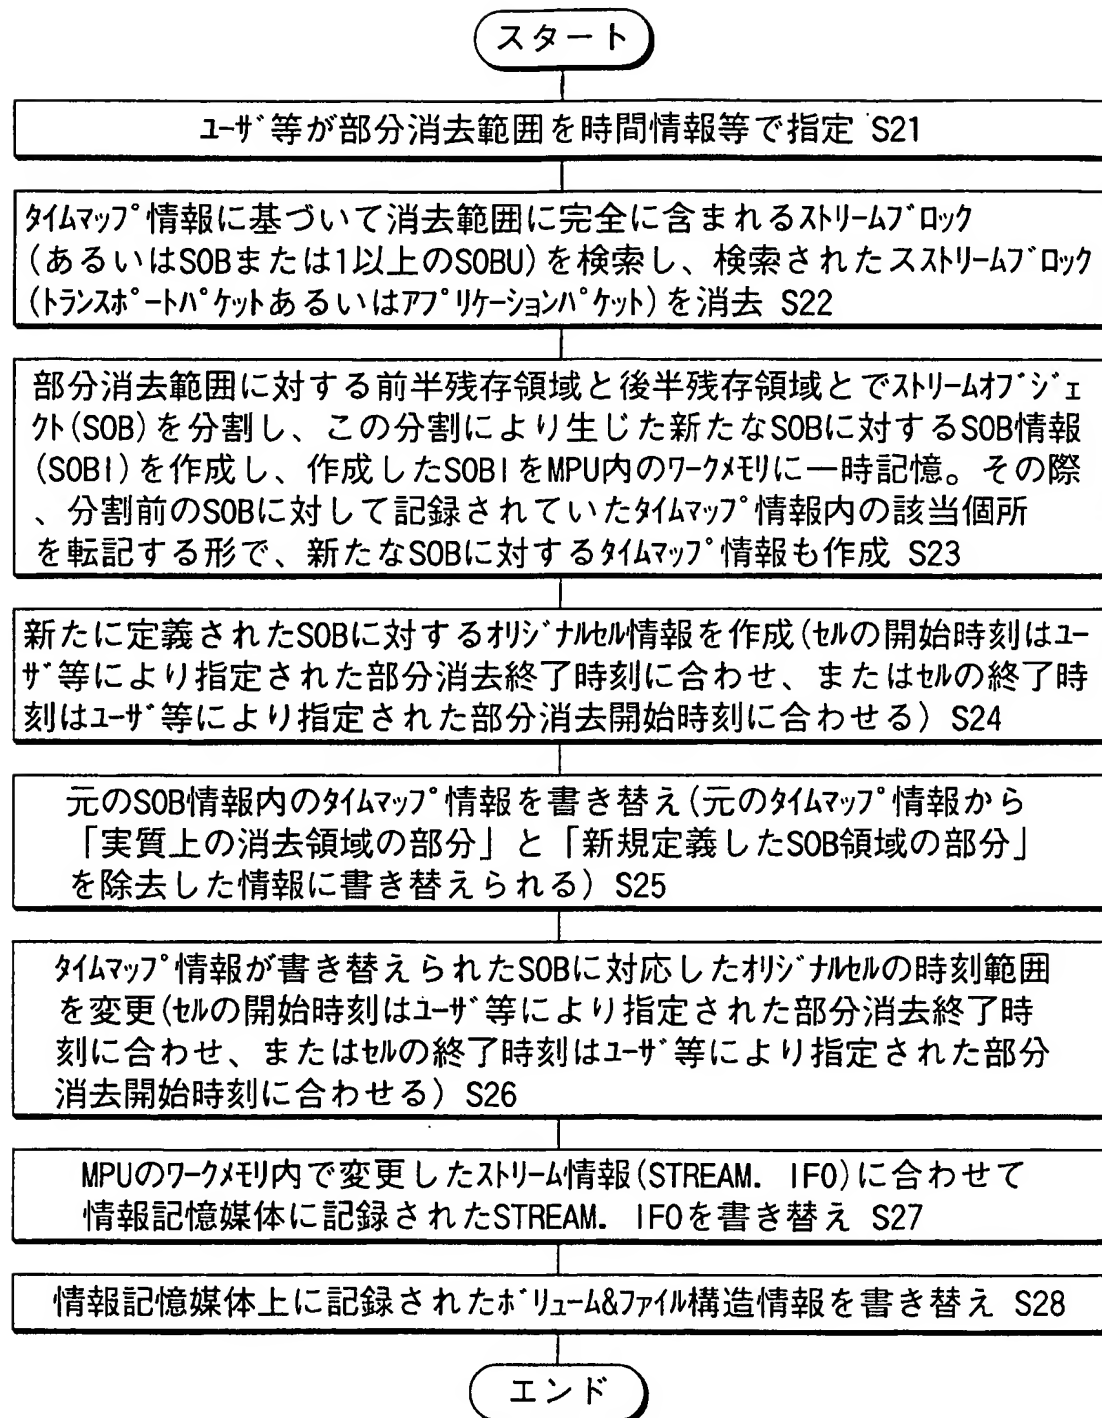 スタート
ユーザ等が部分消去範囲を時間情報等で指定 S21
タイムマップ情報に基づいて消去範囲に完全に含まれるストリームブロック
(あるいはSOBまたは1以上のSOBU)を検索し、検索されたスストリームブロック
(トランスポートパケットあるいはアプリケーションパケット)を消去 S22
部分消去範囲に対する前半残存領域と後半残存領域とでストリームオブジェ
クト(SOB)を分割し、この分割により生じた新たなSOBに対するSOB情報
(SOBI)を作成し、作成したSOBIをMPU内のワークメモリに一時記憶。その際
、分割前のSOBに対して記録されていたタイムマップ情報内の該当個所
を転記する形で、新たなSOBに対するタイムマップ情報も作成 S23
新たに定義されたSOBに対するオリジナルセル情報を作成(セルの開始時刻はユー
ザ等により指定された部分消去終了時刻に合わせ、またはセルの終了時
刻はユーザ等により指定された部分消去開始時刻に合わせる) S24
元のSOB情報内のタイムマップ情報を書き替え(元のタイムマップ情報から
「実質上の消去領域の部分」と「新規定義したSOB領域の部分」
を除去した情報に書き替えられる) S25
タイムマップ情報が書き替えられたSOBに対応したオリジナルセルの時刻範囲
を変更(セルの開始時刻はユーザ等により指定された部分消去終了時
刻に合わせ、またはセルの終了時刻はユーザ等により指定された部分
消去開始時刻に合わせる) S26
MPUのワークメモリ内で変更したストリーム情報(STREAM. IFO)に合わせて
情報記憶媒体に記録されたSTREAM. IFOを書き替え S27
情報記憶媒体上に記録されたボリューム&ファイル構造情報を書き替え S28
エンド